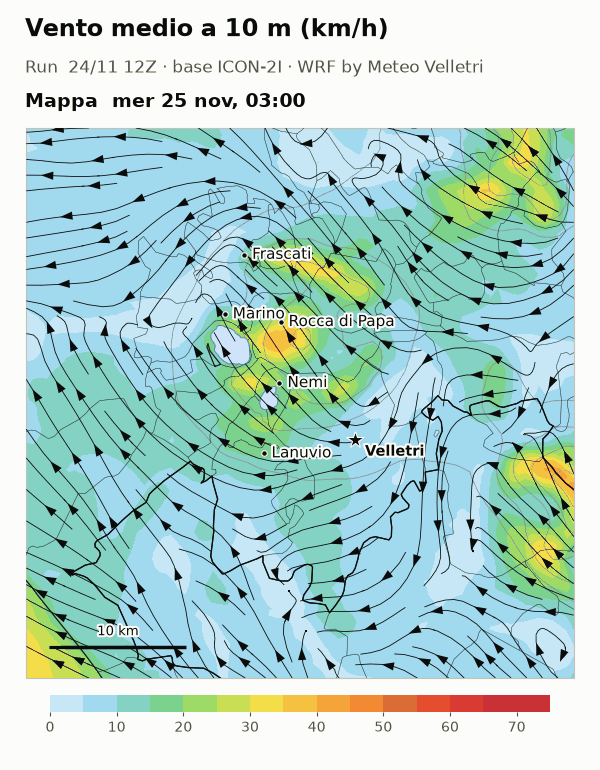 Vento medio a 10 m (km/h)
Run  24/11 12Z · base ICON-2I · WRF by Meteo Velletri
Mappa  mer 25 nov, 03:00
Frascati
Marino
Rocca di Papa
Nemi
Velletri
Lanuvio
10 km
0 10 20 30 40 50 60 70